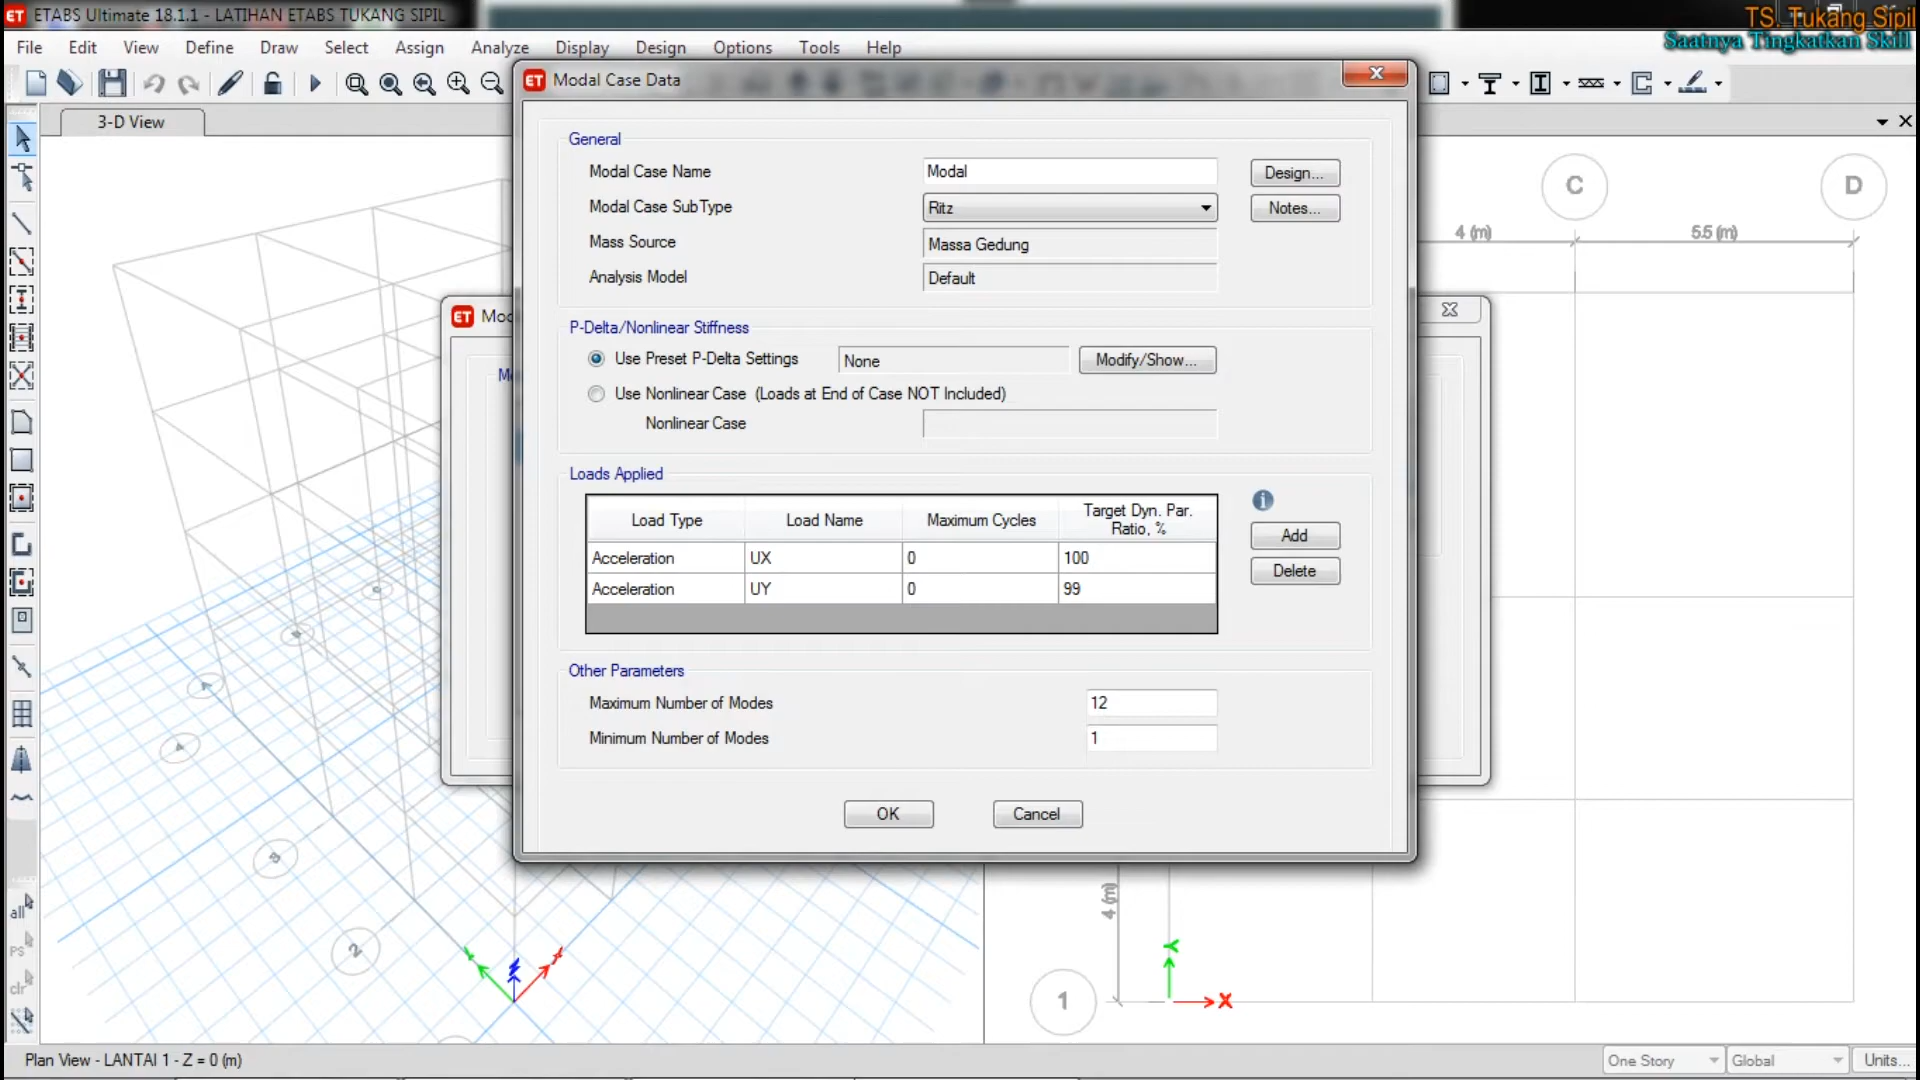 ETABS Ultimate 18.1.1 - LATIHAN ETABS TUKANG SIPIL
TS. Tukang Sipil
Saatnya Tingkatkan Skill
File Edit View Define Draw Select Assign Analyze Display Design Options Tools Help
Modal Case Data
3-D View
General
Modal Case Name Modal Design...
Modal Case SubType Ritz Notes...
Mass Source Massa Gedung
Analysis Model Default
C D
4 (m) 5.5 (m)
P-Delta/Nonlinear Stiffness
Use Preset P-Delta Settings None Modify/Show...
Use Nonlinear Case (Loads at End of Case NOT Included)
Nonlinear Case
Loads Applied
Load Type Load Name Maximum Cycles Target Dyn. Par. Ratio, %
Acceleration UX 0 100
Acceleration UY 0 99
Add
Delete
Other Parameters
Maximum Number of Modes 12
Minimum Number of Modes 1
OK Cancel
all
PS
clr
4 (m)
2
3
Y
X
1
Plan View - LANTAI 1 - Z = 0 (m)
One Story Global Units...